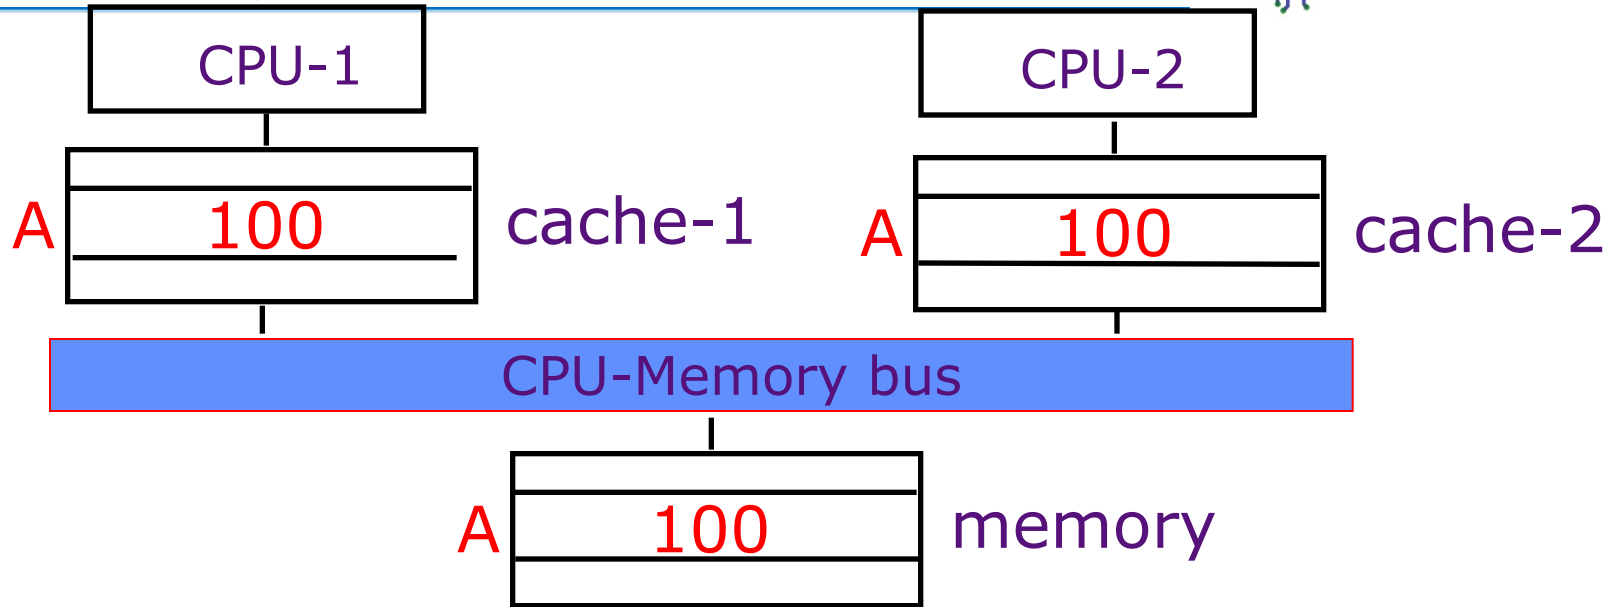 CPU-1
CPU-2
A 100 cache-1
A 100 cache-2
CPU-Memory bus
A 100 memory